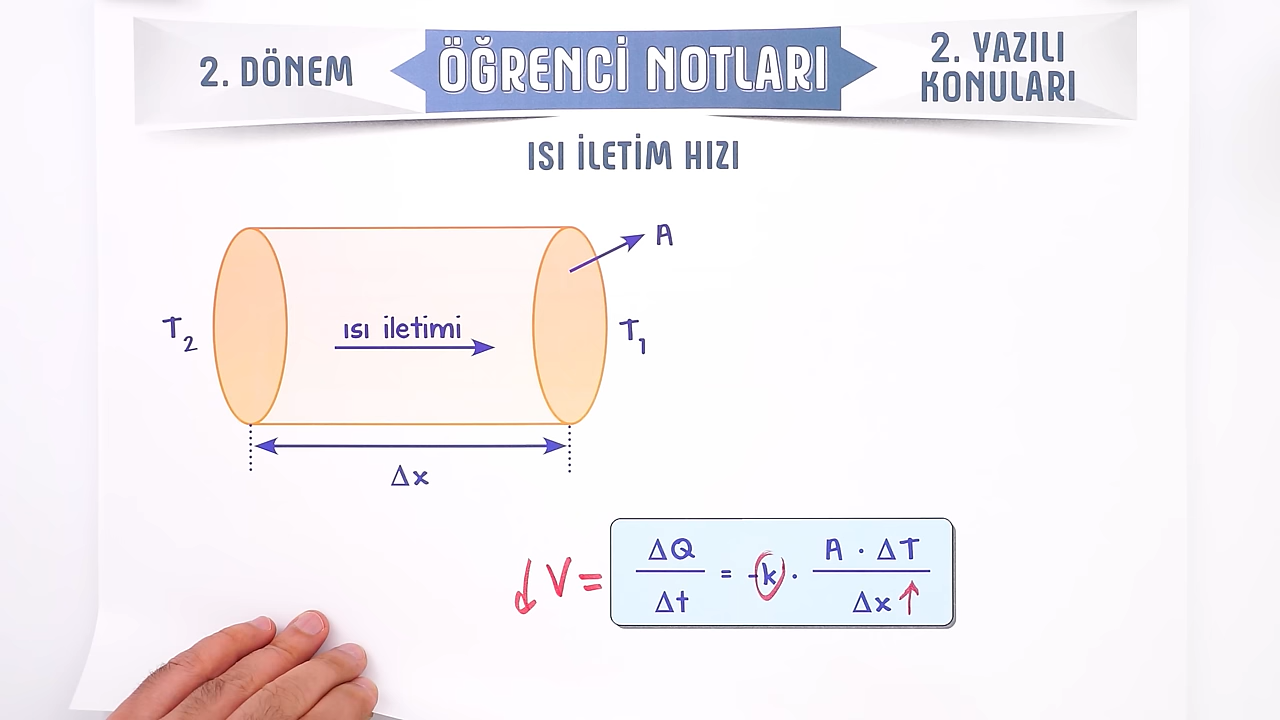 2. DÖNEM
ÖĞRENCİ NOTLARI
2. YAZILI
KONULARI
ISI İLETİM HIZI
A
T₂
ısı iletimi
T₁
Δx
↓ V = ΔQ/Δt = -k · A · ΔT/Δx ↑